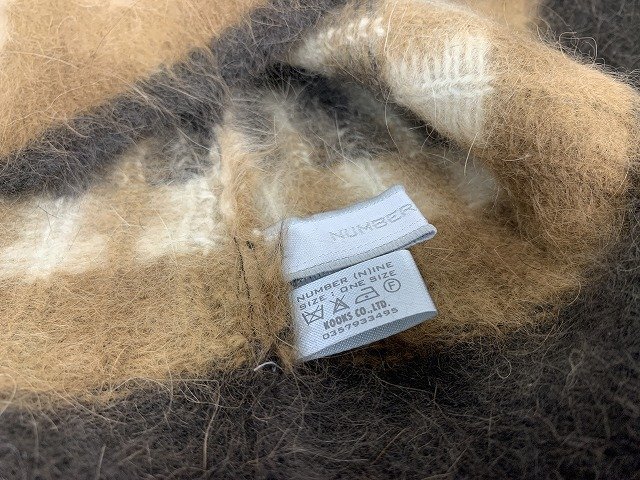 NUMBER
NUMBER (N)INE
SIZE : ONE SIZE
F
KOOKS CO.,LTD.
0357933495